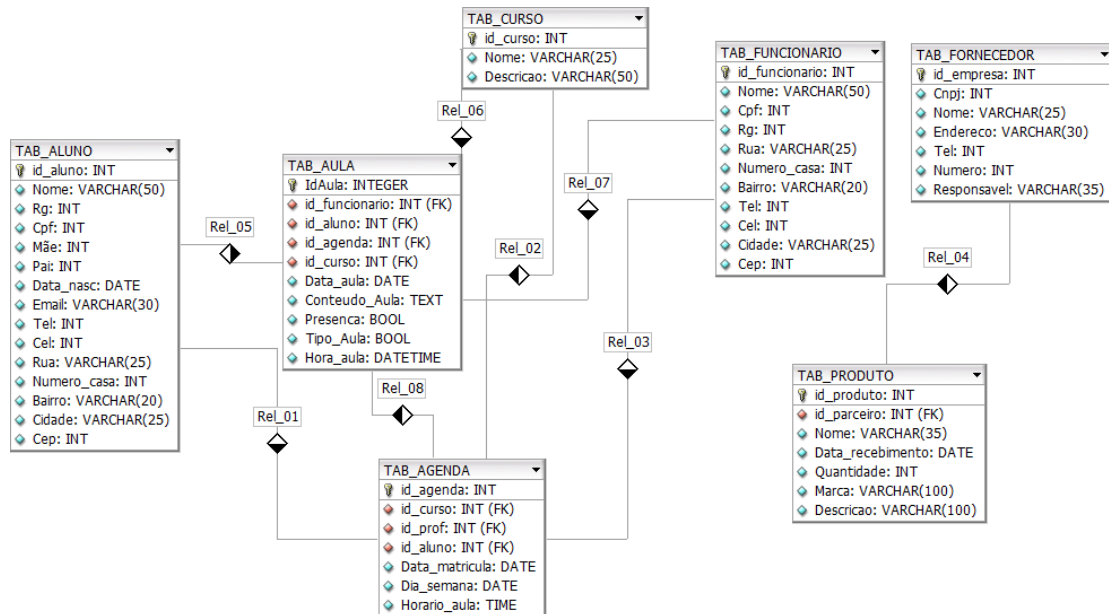 TAB_CURSO
id_curso: INT
Nome: VARCHAR(25)
Descricao: VARCHAR(50)
TAB_FUNCIONARIO
id_funcionario: INT
Nome: VARCHAR(50)
Cpf: INT
Rg: INT
Rua: VARCHAR(25)
Numero_casa: INT
Bairro: VARCHAR(20)
Tel: INT
Cel: INT
Cidade: VARCHAR(25)
Cep: INT
TAB_FORNECEDOR
id_empresa: INT
Cnpj: INT
Nome: VARCHAR(25)
Endereco: VARCHAR(30)
Tel: INT
Numero: INT
Responsavel: VARCHAR(35)
Rel_06
TAB_ALUNO
id_aluno: INT
Nome: VARCHAR(50)
Rg: INT
Cpf: INT
Mãe: INT
Pai: INT
Data_nasc: DATE
Email: VARCHAR(30)
Tel: INT
Cel: INT
Rua: VARCHAR(25)
Numero_casa: INT
Bairro: VARCHAR(20)
Cidade: VARCHAR(25)
Cep: INT
Rel_05
TAB_AULA
IdAula: INTEGER
id_funcionario: INT (FK)
id_aluno: INT (FK)
id_agenda: INT (FK)
id_curso: INT (FK)
Data_aula: DATE
Conteudo_Aula: TEXT
Presenca: BOOL
Tipo_Aula: BOOL
Hora_aula: DATETIME
Rel_07
Rel_02
Rel_04
Rel_03
Rel_08
Rel_01
TAB_PRODUTO
id_produto: INT
id_parceiro: INT (FK)
Nome: VARCHAR(35)
Data_recebimento: DATE
Quantidade: INT
Marca: VARCHAR(100)
Descricao: VARCHAR(100)
TAB_AGENDA
id_agenda: INT
id_curso: INT (FK)
id_prof: INT (FK)
id_aluno: INT (FK)
Data_matricula: DATE
Dia_semana: DATE
Horario_aula: TIME